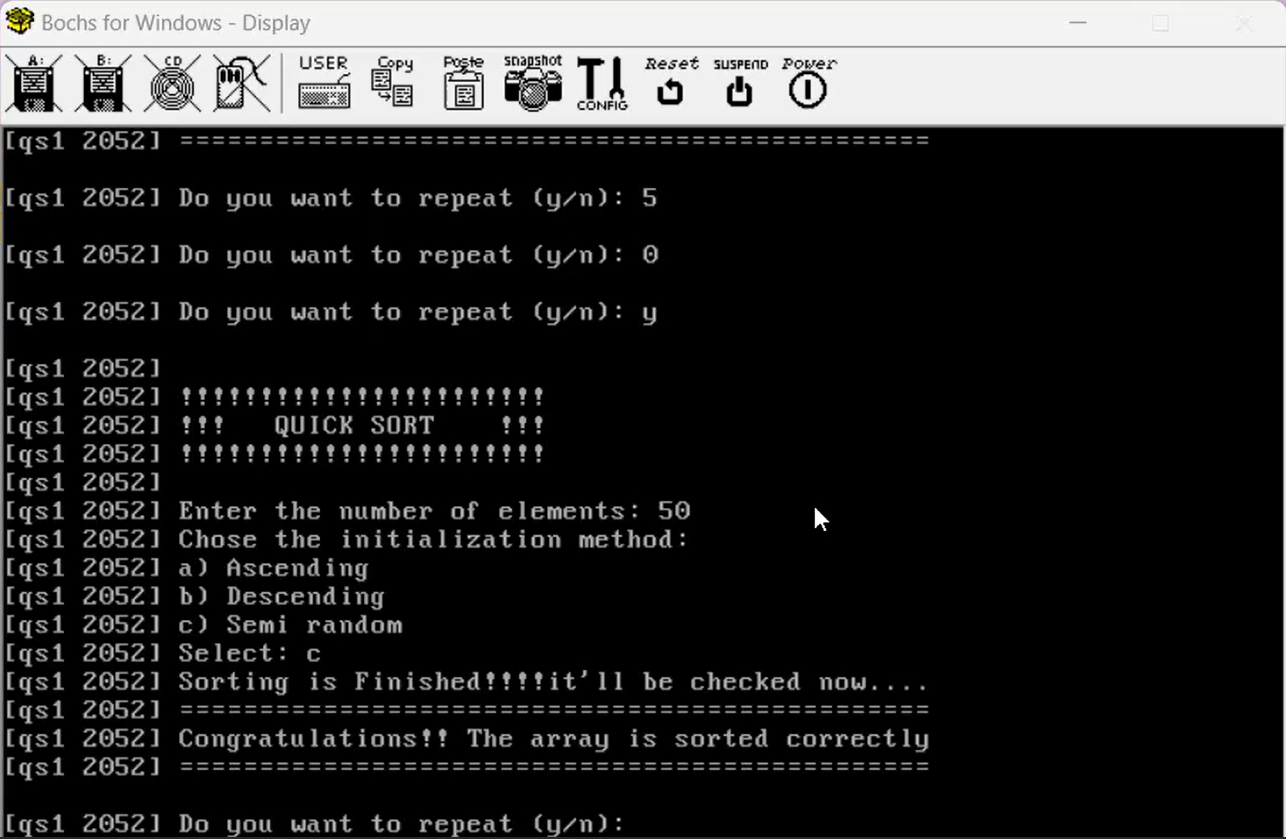 Bochs for Windows - Display
A: B: CD USER Copy Paste snapshot CONFIG Reset SUSPEND Power
[qs1 2052] ===============================================
[qs1 2052] Do you want to repeat (y/n): 5
[qs1 2052] Do you want to repeat (y/n): 0
[qs1 2052] Do you want to repeat (y/n): y
[qs1 2052]
[qs1 2052] !!!!!!!!!!!!!!!!!!!!!!!
[qs1 2052] !!!   QUICK SORT    !!!
[qs1 2052] !!!!!!!!!!!!!!!!!!!!!!!
[qs1 2052]
[qs1 2052] Enter the number of elements: 50
[qs1 2052] Chose the initialization method:
[qs1 2052] a) Ascending
[qs1 2052] b) Descending
[qs1 2052] c) Semi random
[qs1 2052] Select: c
[qs1 2052] Sorting is Finished!!!!it'll be checked now....
[qs1 2052] ===============================================
[qs1 2052] Congratulations!! The array is sorted correctly
[qs1 2052] ===============================================
[qs1 2052] Do you want to repeat (y/n):